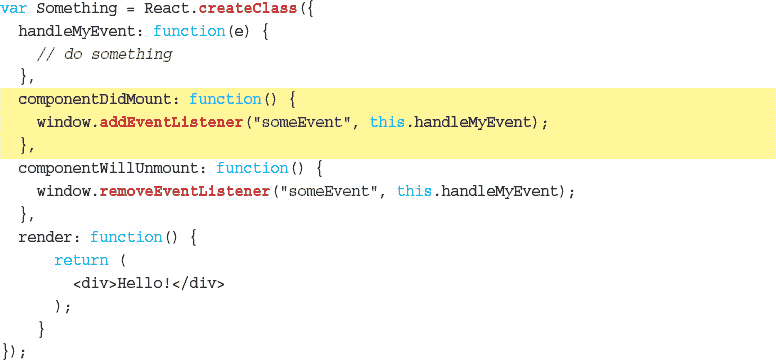 var Something = React.createClass({
  handleMyEvent: function(e) {
    // do something
  },
  componentDidMount: function() {
    window.addEventListener("someEvent", this.handleMyEvent);
  },
  componentWillUnmount: function() {
    window.removeEventListener("someEvent", this.handleMyEvent);
  },
  render: function() {
      return (
        <div>Hello!</div>
      );
    }
});